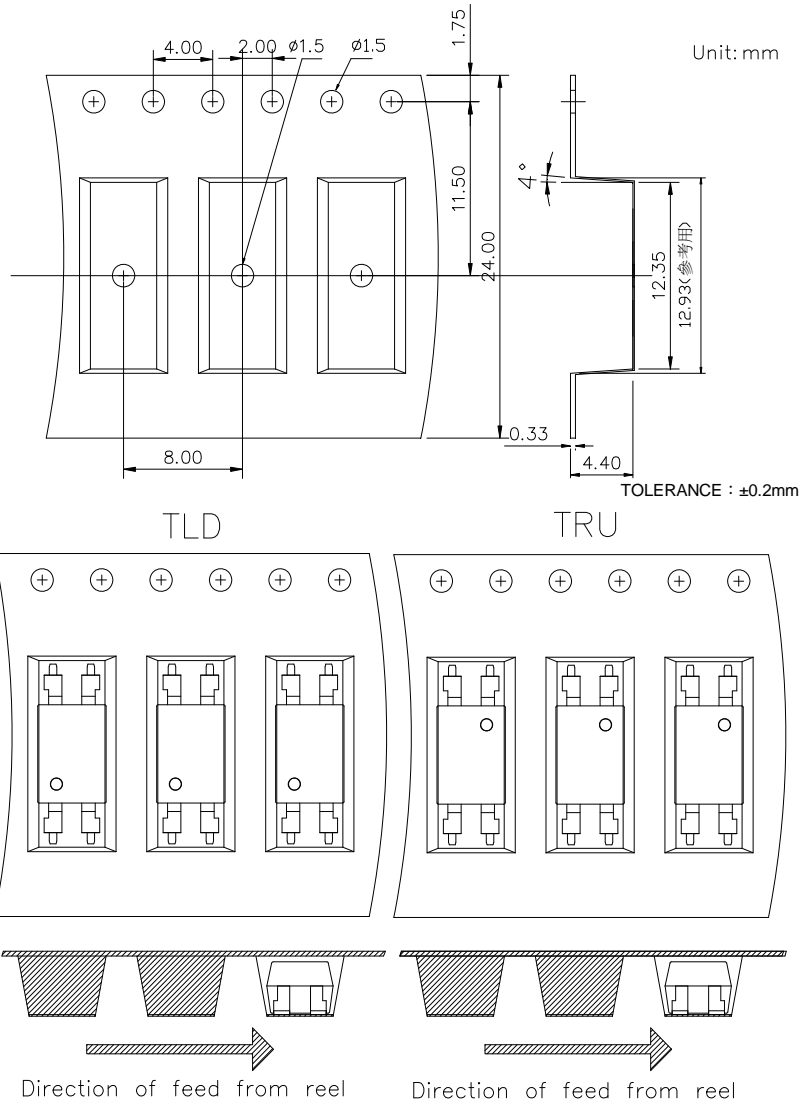 4.00
2.00
ø1.5
ø1.5
1.75
Unit: mm
11.50
24.00
4°
12.35
12.93(参考用)
8.00
0.33
4.40
TOLERANCE : ±0.2mm
TLD
TRU
Direction of feed from reel
Direction of feed from reel